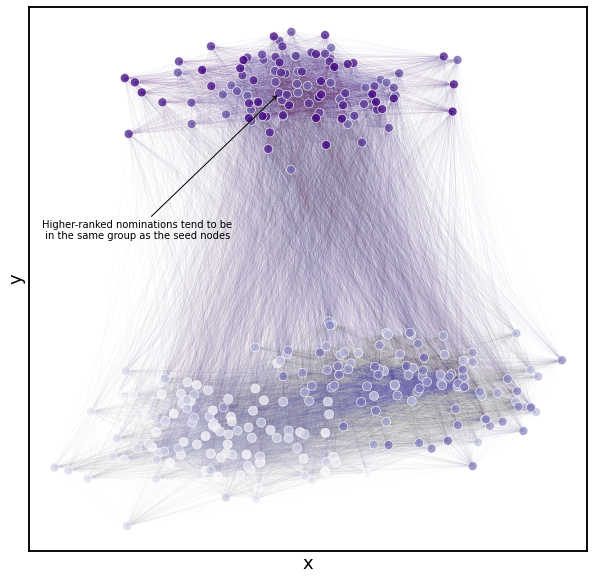 Higher-ranked nominations tend to be
in the same group as the seed nodes
y
x